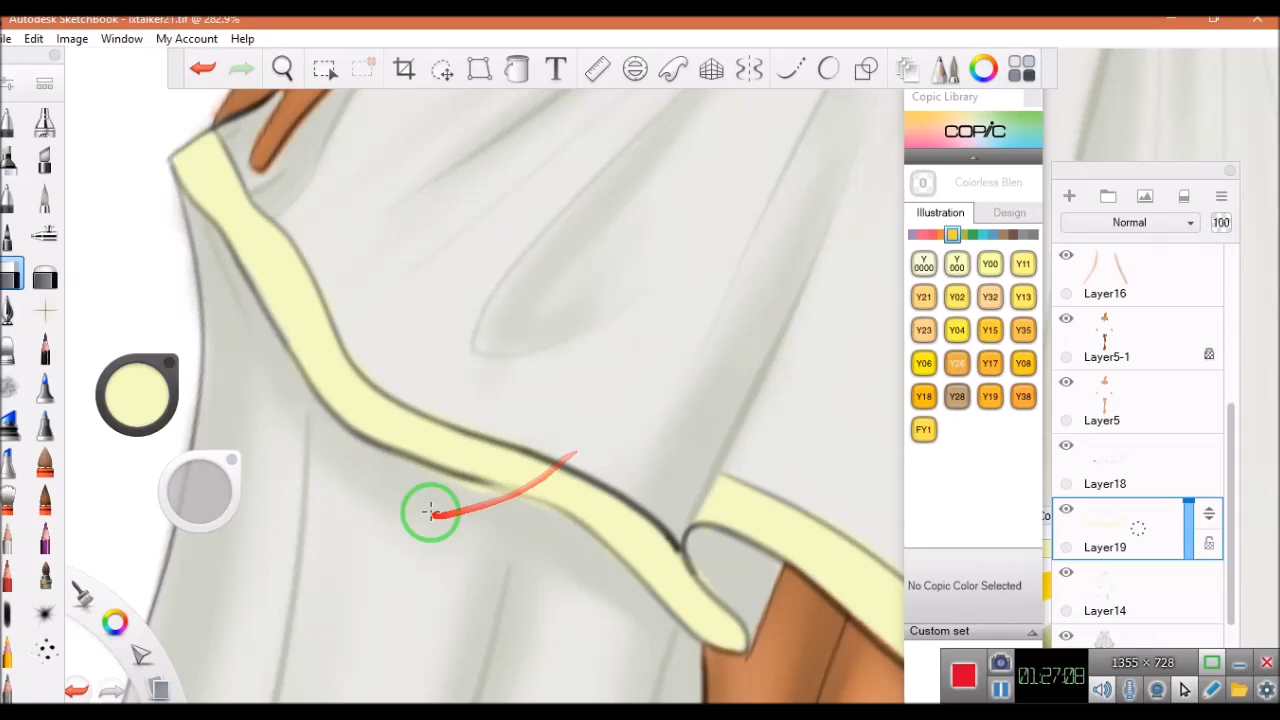 Autodesk SketchBook - ixtalker21.tif @ 282.9%
ile Edit Image Window My Account Help
T
Copic Library
COPIC
0 Colorless Blen
Illustration Design
Y0000 Y000 Y00 Y11
Y21 Y02 Y32 Y13
Y23 Y04 Y15 Y35
Y06 Y26 Y17 Y08
Y18 Y28 Y19 Y38
FY1
No Copic Color Selected
Custom set
Normal 100
Layer16
Layer5-1
Layer5
Layer18
Co
Layer19
Layer14
1355 × 728
01:27:08